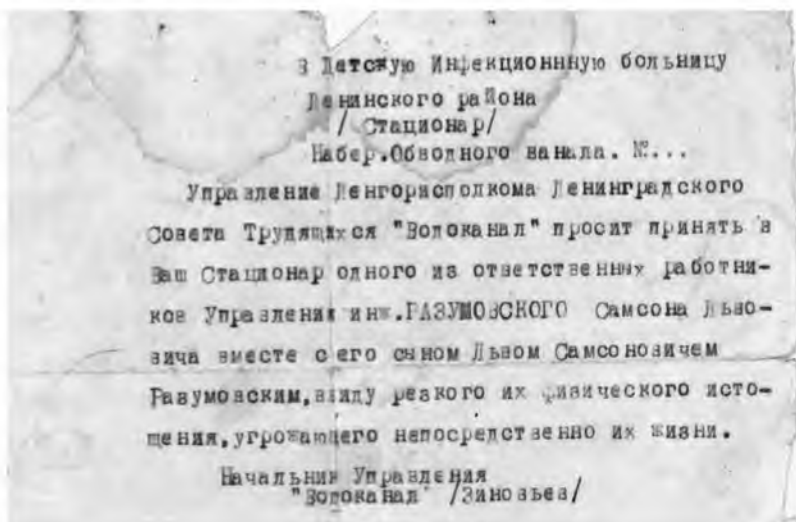 В Детскую Инфекционнную больницу
Ленинского района
/ Стационар/
Набер.Обводного канала. №...
Управление Ленгорисполкома Ленинградского
Совета Трудящихся "Водоканал" просит принять в
Ваш Стационар одного из ответственных работни-
ков Управления инж.РАЗУМОВСКОГО Самсона Льво-
вича вместе с его сыном Львом Самсоновичем
Разумовским,ввиду резкого их физического исто-
щения,угрожающего непосредственно их жизни.
Начальник Управления
"Водоканал" /Зиновьев/